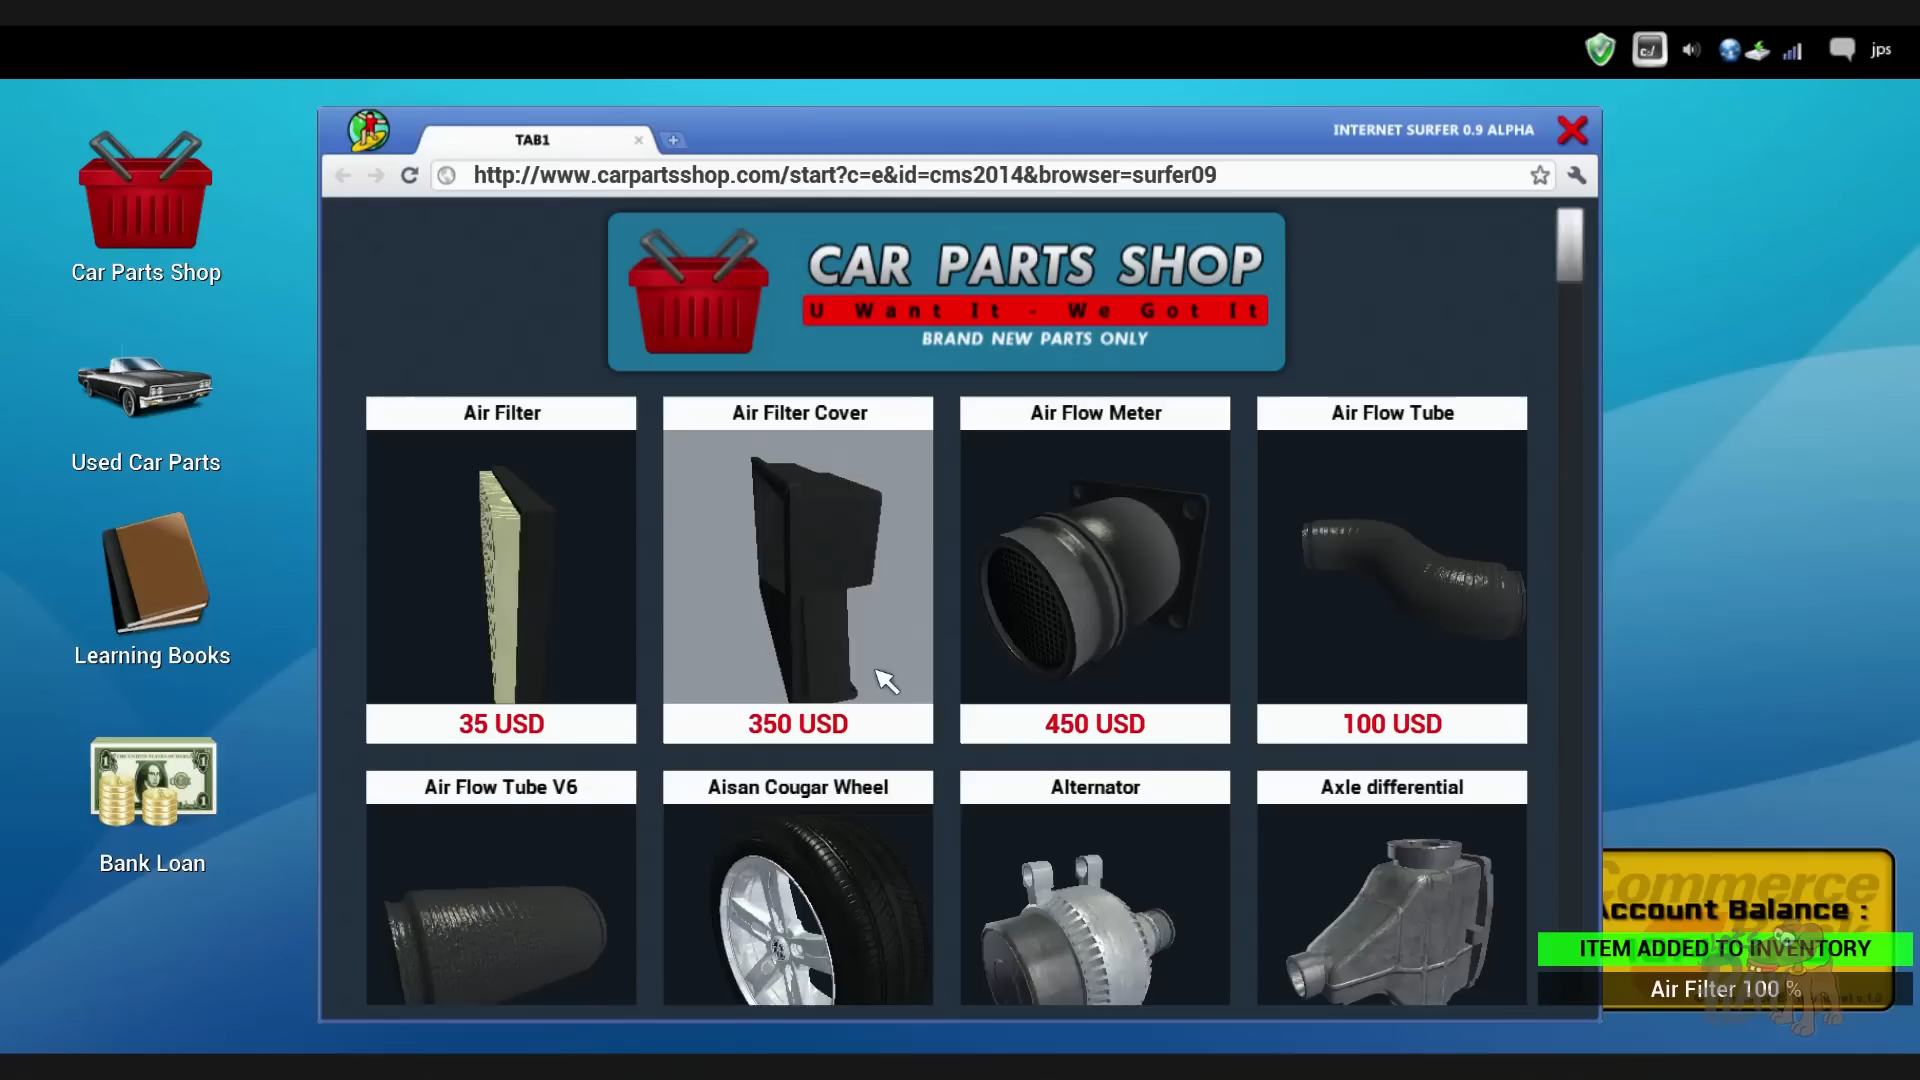 jps
Car Parts Shop
Used Car Parts
Learning Books
Bank Loan
TAB1
INTERNET SURFER 0.9 ALPHA
http://www.carpartsshop.com/start?c=e&id=cms2014&browser=surfer09
CAR PARTS SHOP
U Want It - We Got It
BRAND NEW PARTS ONLY
Air Filter
Air Filter Cover
Air Flow Meter
Air Flow Tube
35 USD
350 USD
450 USD
100 USD
Air Flow Tube V6
Aisan Cougar Wheel
Alternator
Axle differential
Commerce
Account Balance :
ITEM ADDED TO INVENTORY
Air Filter 100 %